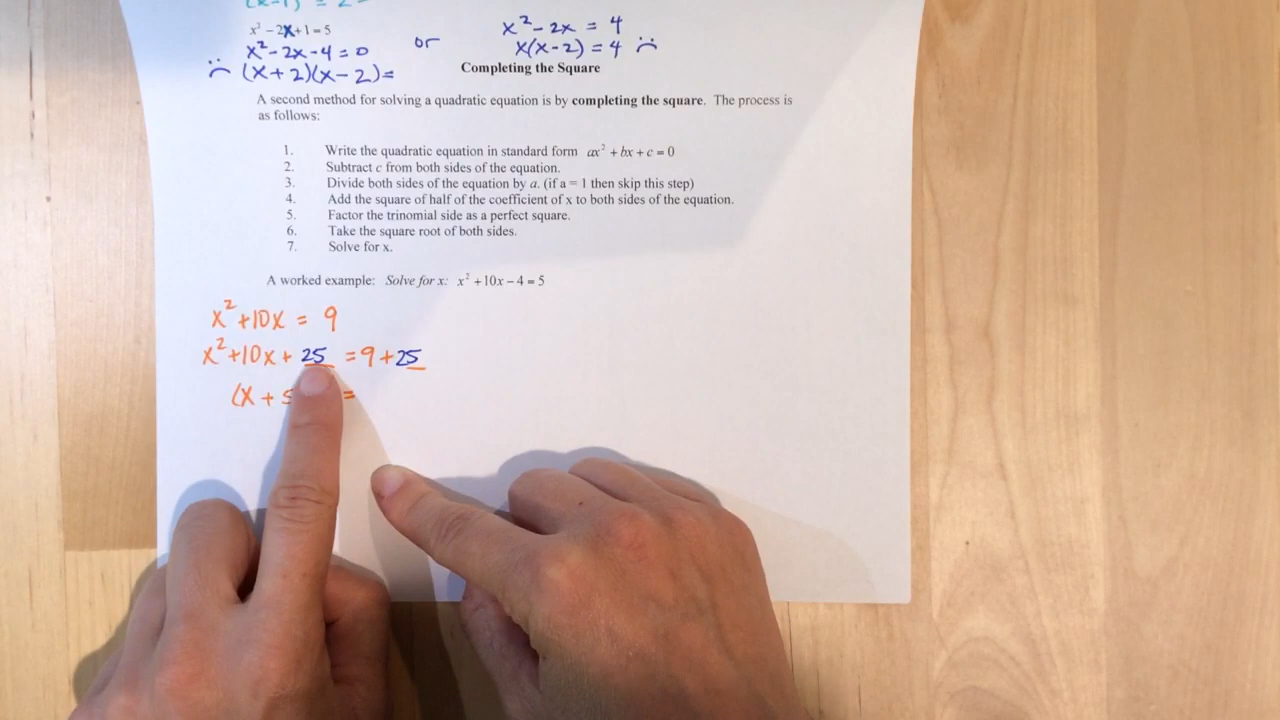 x² - 2x + 1 = 5
x² - 2x - 4 = 0 or x² - 2x = 4
(x + 2)(x - 2) = x(x - 2) = 4
Completing the Square
A second method for solving a quadratic equation is by completing the square. The process is
as follows:
1. Write the quadratic equation in standard form ax² + bx + c = 0
2. Subtract c from both sides of the equation.
3. Divide both sides of the equation by a. (if a = 1 then skip this step)
4. Add the square of half of the coefficient of x to both sides of the equation.
5. Factor the trinomial side as a perfect square.
6. Take the square root of both sides.
7. Solve for x.
A worked example: Solve for x: x² + 10x - 4 = 5
x² + 10x = 9
x² + 10x + 25 = 9 + 25
(x + 5 =